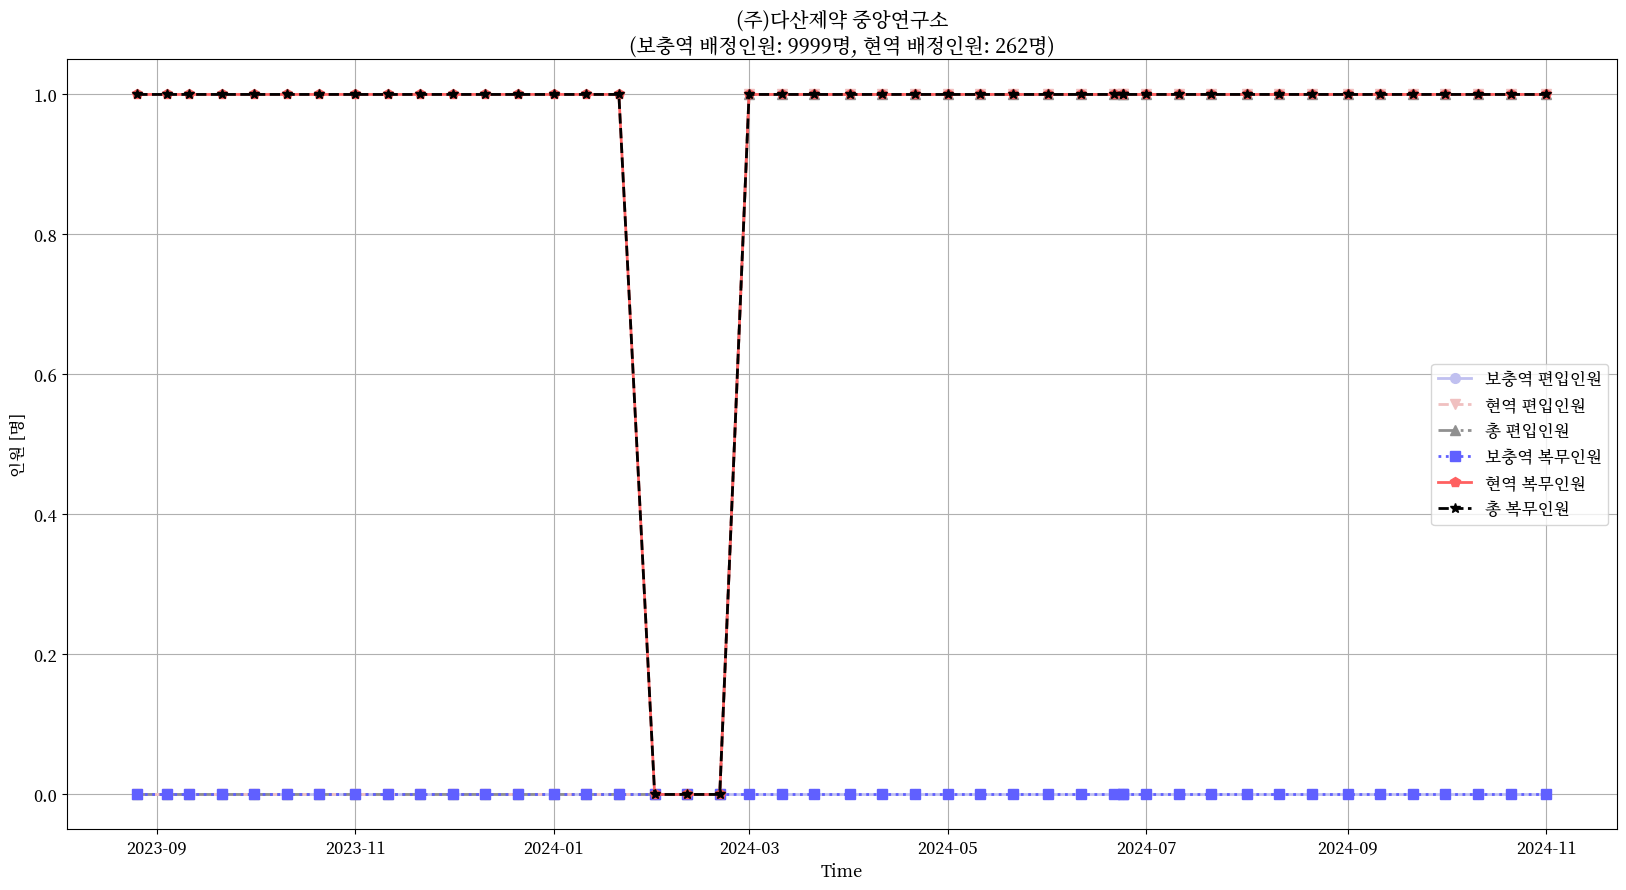 (주)다산제약 중앙연구소
(보충역 배정인원: 9999명, 현역 배정인원: 262명)
1.0
0.8
0.6
0.4
0.2
0.0
인원 [명]
보충역 편입인원
현역 편입인원
총 편입인원
보충역 복무인원
현역 복무인원
총 복무인원
2023-09
2023-11
2024-01
2024-03
2024-05
2024-07
2024-09
2024-11
Time